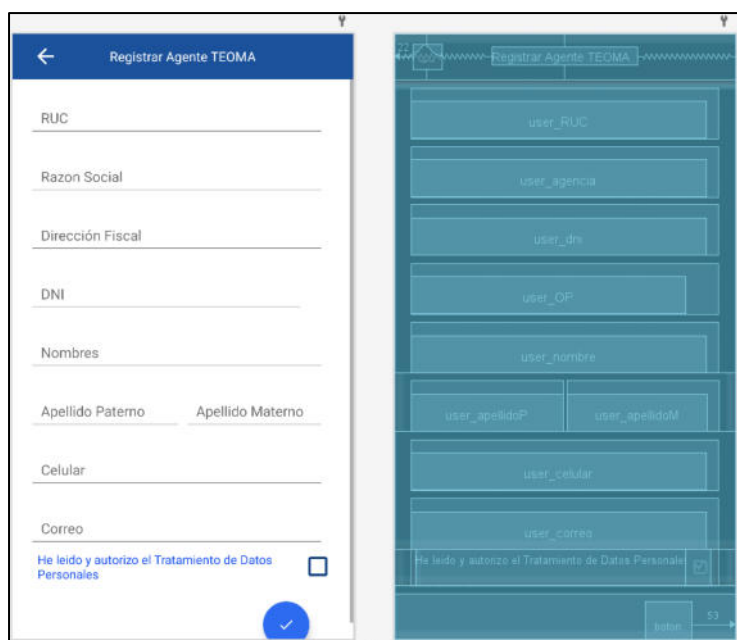 Registrar Agente TEOMA
RUC
Razon Social
Dirección Fiscal
DNI
Nombres
Apellido Paterno Apellido Materno
Celular
Correo
He leido y autorizo el Tratamiento de Datos
Personales
22
Registrar Agente TEOMA
user_RUC
user_agencia
user_dni
user_OP
user_nombre
user_apellidoP user_apellidoM
user_celular
user_correo
He leido y autorizo el Tratamiento de Datos Personale
53
boton